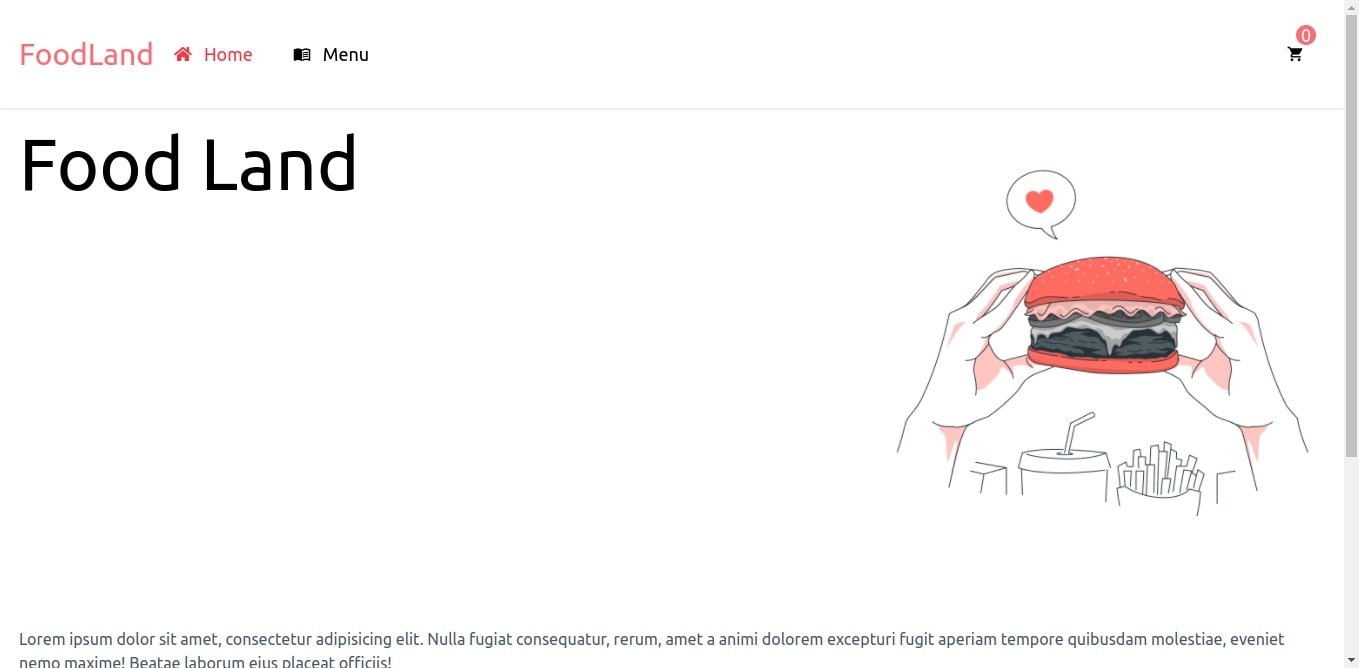 FoodLand
Home
Menu
0
Food Land
Lorem ipsum dolor sit amet, consectetur adipisicing elit. Nulla fugiat consequatur, rerum, amet a animi dolorem excepturi fugit aperiam tempore quibusdam molestiae, eveniet
nemo maxime! Beatae laborum eius placeat officiis!